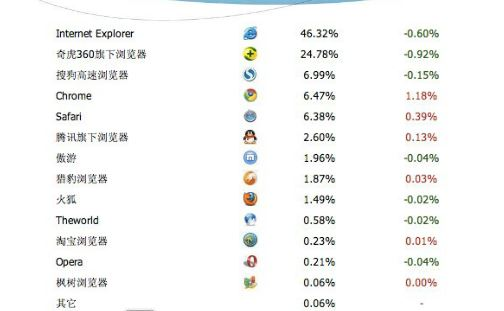 Internet Explorer 46.32% -0.60%
奇虎360旗下浏览器 24.78% -0.92%
搜狗高速浏览器 6.99% -0.15%
Chrome 6.47% 1.18%
Safari 6.38% 0.39%
腾讯旗下浏览器 2.60% 0.13%
傲游 1.96% -0.04%
猎豹浏览器 1.87% 0.03%
火狐 1.49% -0.02%
Theworld 0.58% -0.02%
淘宝浏览器 0.23% 0.01%
Opera 0.21% -0.04%
枫树浏览器 0.06% 0.00%
其它 0.06% -